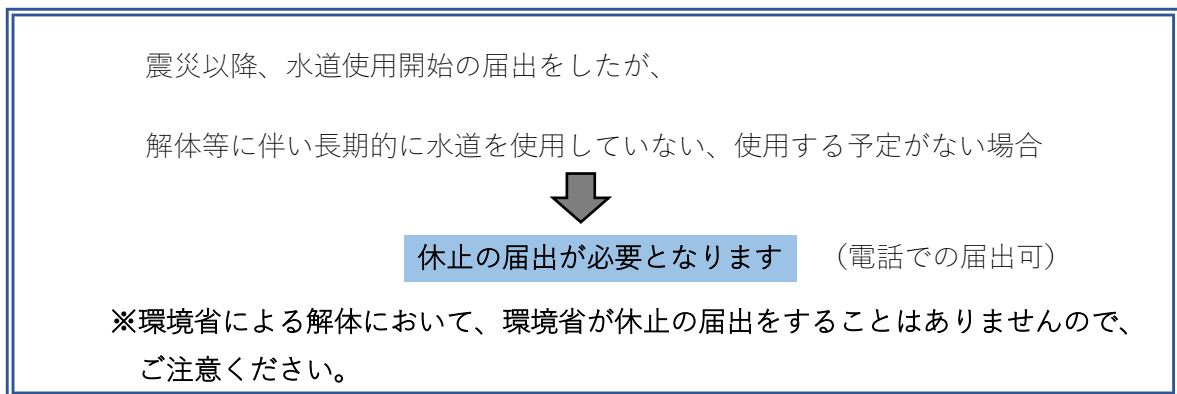 震災以降、水道使用開始の届出をしたが、
解体等に伴い長期的に水道を使用していない、使用する予定がない場合
休止の届出が必要となります （電話での届出可）
※環境省による解体において、環境省が休止の届出をすることはありませんので、
ご注意ください。